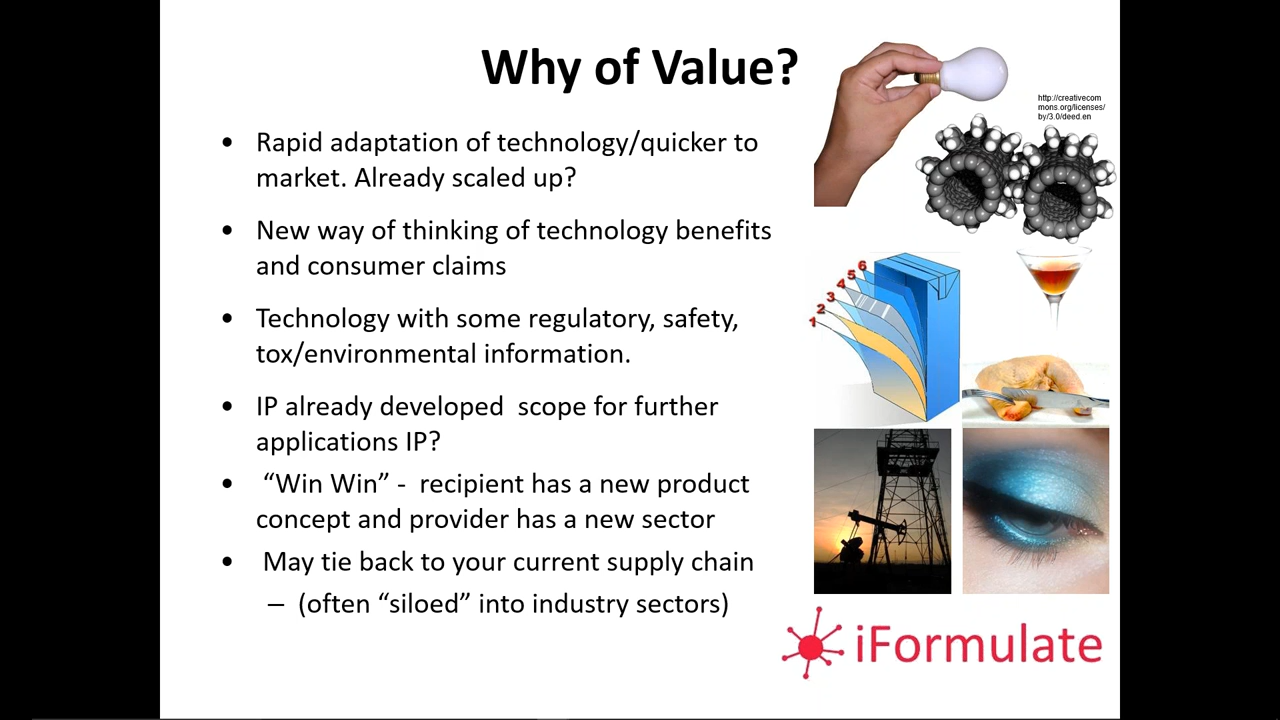 Why of Value?
http://creativecom
mons.org/licenses/
by/3.0/deed.en
• Rapid adaptation of technology/quicker to
market. Already scaled up?
• New way of thinking of technology benefits
and consumer claims
• Technology with some regulatory, safety,
tox/environmental information.
• IP already developed  scope for further
applications IP?
• “Win Win” -  recipient has a new product
concept and provider has a new sector
• May tie back to your current supply chain
– (often “siloed” into industry sectors)
6
5
4
3
2
1
iFormulate